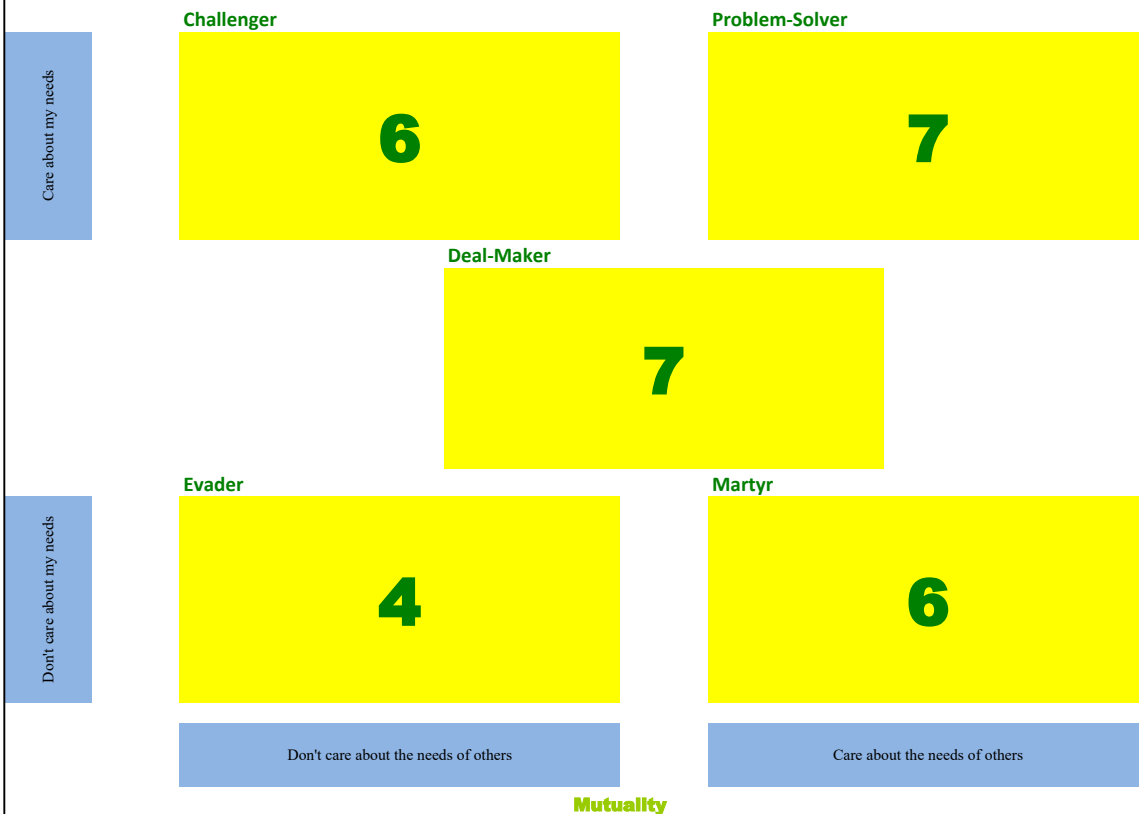 Challenger
Problem-Solver
Care about my needs
6
7
Deal-Maker
7
Evader
Martyr
Don't care about my needs
4
6
Don't care about the needs of others
Care about the needs of others
Mutuality